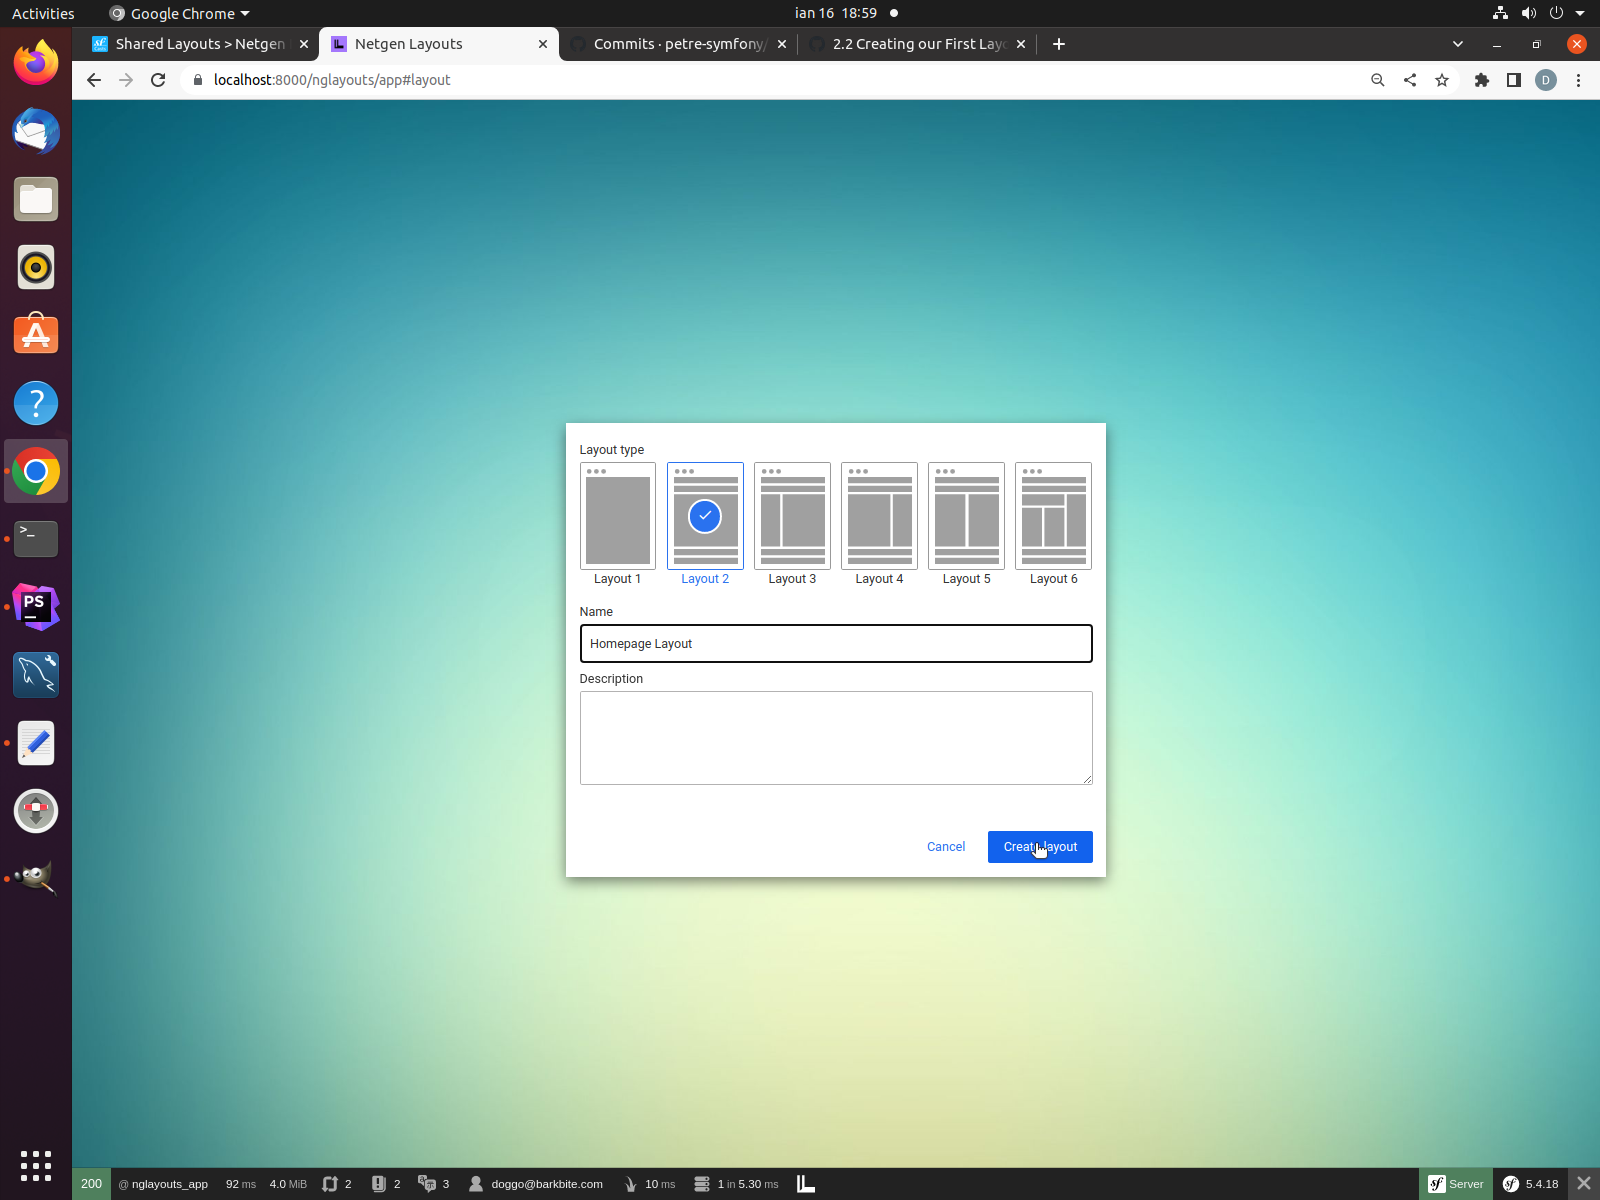 Activities
Google Chrome
ian 16 18:59
Shared Layouts > Netgen
Netgen Layouts
Commits · petre-symfony/
2.2 Creating our First Layo
localhost:8000/nglayouts/app#layout
D
Layout type
Layout 1
Layout 2
Layout 3
Layout 4
Layout 5
Layout 6
Name
Homepage Layout
Description
Cancel
Create layout
PS
200 @ nglayouts_app 92 ms 4.0 MiB 2 2 3 doggo@barkbite.com 10 ms 1 in 5.30 ms Server 5.4.18